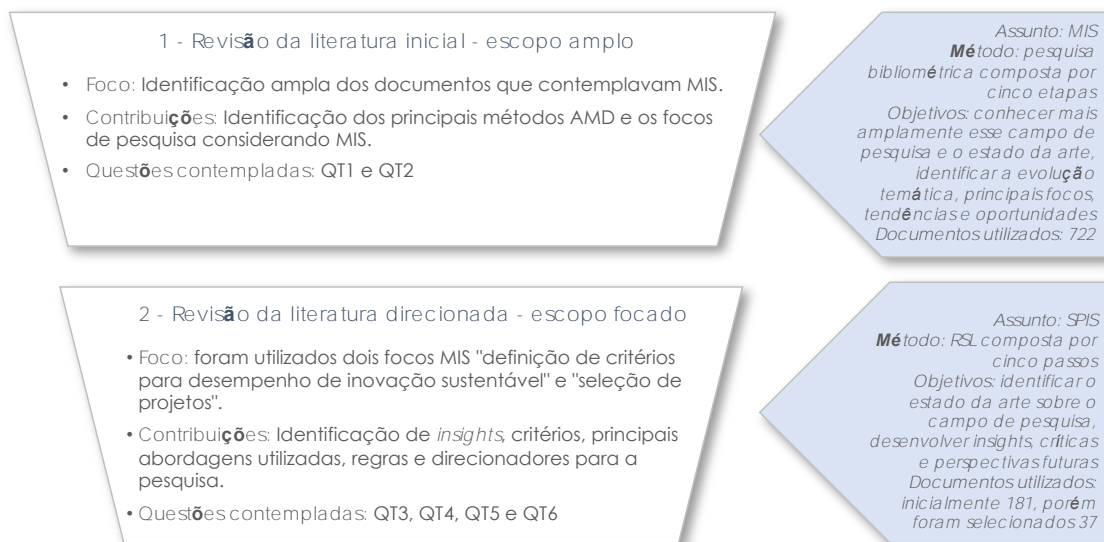 1 - Revisão da literatura inicial - escopo amplo
• Foco: Identificação ampla dos documentos que contemplavam MIS.
• Contribuições: Identificação dos principais métodos AMD e os focos
de pesquisa considerando MIS.
• Questões contempladas: QT1 e QT2
Assunto: MIS
Método: pesquisa
bibliométrica composta por
cinco etapas
Objetivos: conhecer mais
amplamente esse campo de
pesquisa e o estado da arte,
identificar a evolução
temática, principais focos,
tendências e oportunidades
Documentos utilizados: 722
2 - Revisão da literatura direcionada - escopo focado
• Foco: foram utilizados dois focos MIS "definição de critérios
para desempenho de inovação sustentável" e "seleção de
projetos".
• Contribuições: Identificação de insights, critérios, principais
abordagens utilizadas, regras e direcionadores para a
pesquisa.
• Questões contempladas: QT3, QT4, QT5 e QT6
Assunto: SPIS
Método: RSL composta por
cinco passos
Objetivos: identificar o
estado da arte sobre o
campo de pesquisa,
desenvolver insights, críticas
e perspectivas futuras
Documentos utilizados:
inicialmente 181, porém
foram selecionados 37